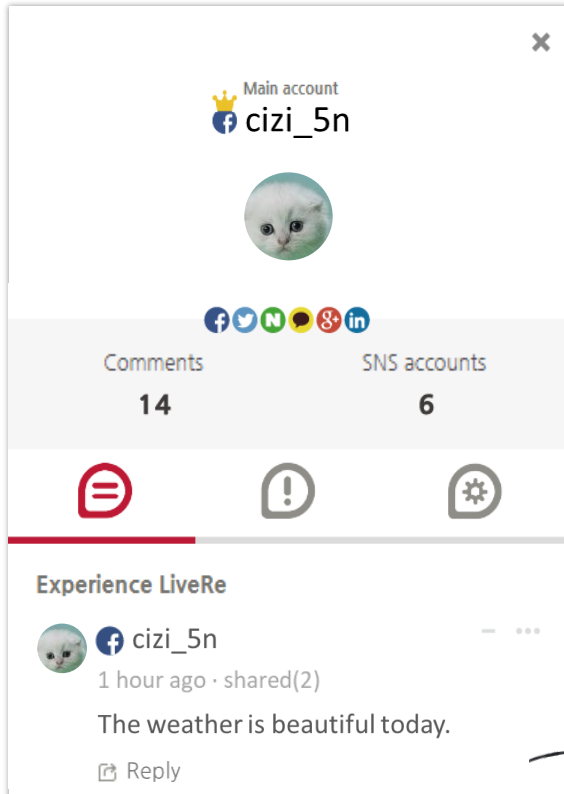 Main account
cizi_5n
Comments
SNS accounts
14
6
Experience LiveRe
cizi_5n
1 hour ago · shared(2)
The weather is beautiful today.
Reply